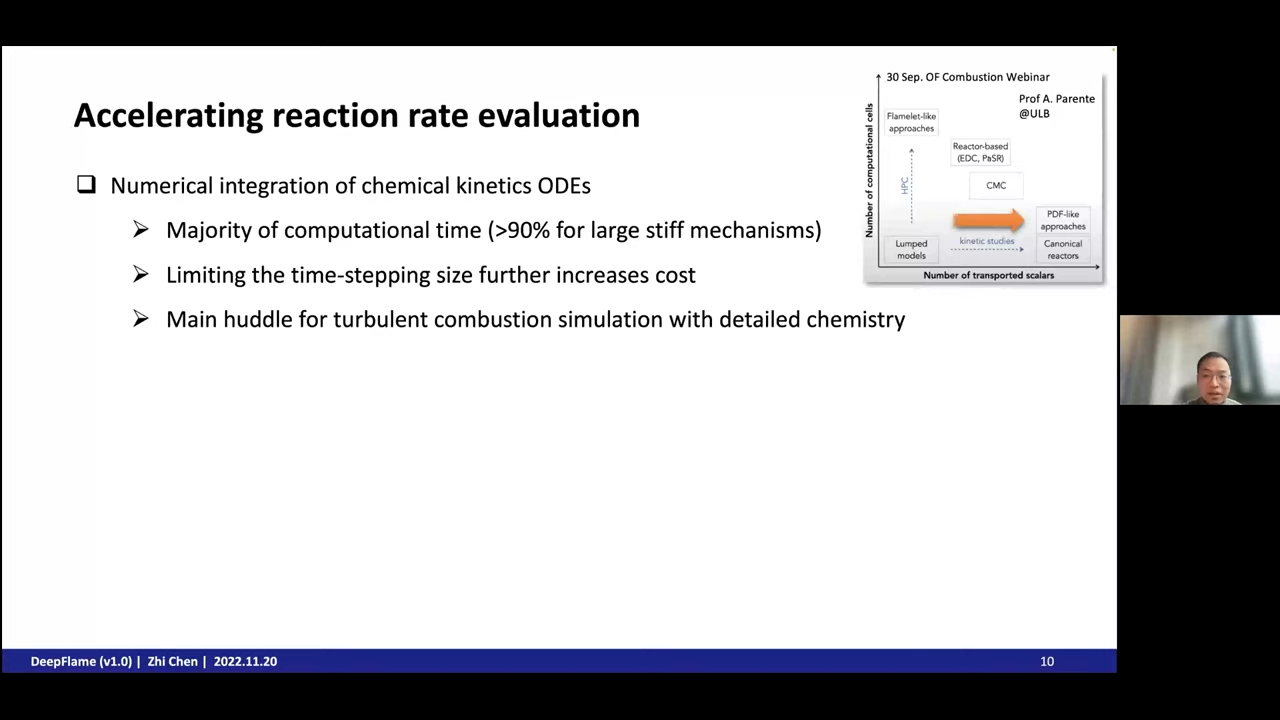 Accelerating reaction rate evaluation
Numerical integration of chemical kinetics ODEs
Majority of computational time (>90% for large stiff mechanisms)
Limiting the time-stepping size further increases cost
Main huddle for turbulent combustion simulation with detailed chemistry
30 Sep. OF Combustion Webinar
Prof A. Parente
@ULB
Number of computational cells
Flamelet-like
approaches
Reactor-based
(EDC, PaSR)
HPC
CMC
PDF-like
approaches
kinetic studies
Lumped
models
Canonical
reactors
Number of transported scalars
DeepFlame (v1.0) | Zhi Chen | 2022.11.20
10